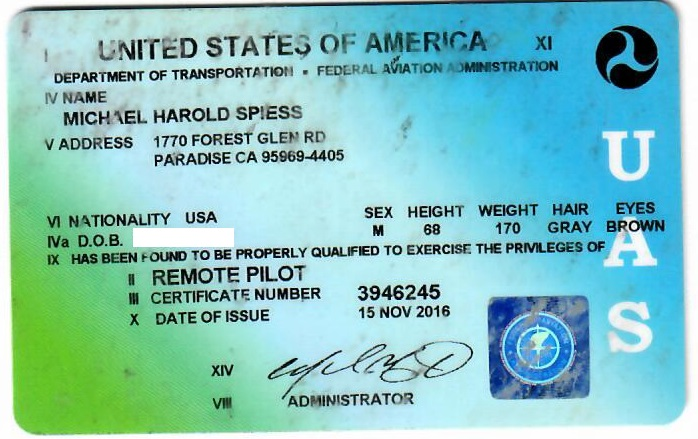 I UNITED STATES OF AMERICA XI
DEPARTMENT OF TRANSPORTATION • FEDERAL AVIATION ADMINISTRATION
IV NAME
MICHAEL HAROLD SPIESS
V ADDRESS 1770 FOREST GLEN RD
PARADISE CA 95969-4405
VI NATIONALITY USA
SEX HEIGHT WEIGHT HAIR EYES
M 68 170 GRAY BROWN
IVa D.O.B.
IX HAS BEEN FOUND TO BE PROPERLY QUALIFIED TO EXERCISE THE PRIVILEGES OF
II REMOTE PILOT
III CERTIFICATE NUMBER 3946245
X DATE OF ISSUE 15 NOV 2016
XIV
VIII ADMINISTRATOR
UAS